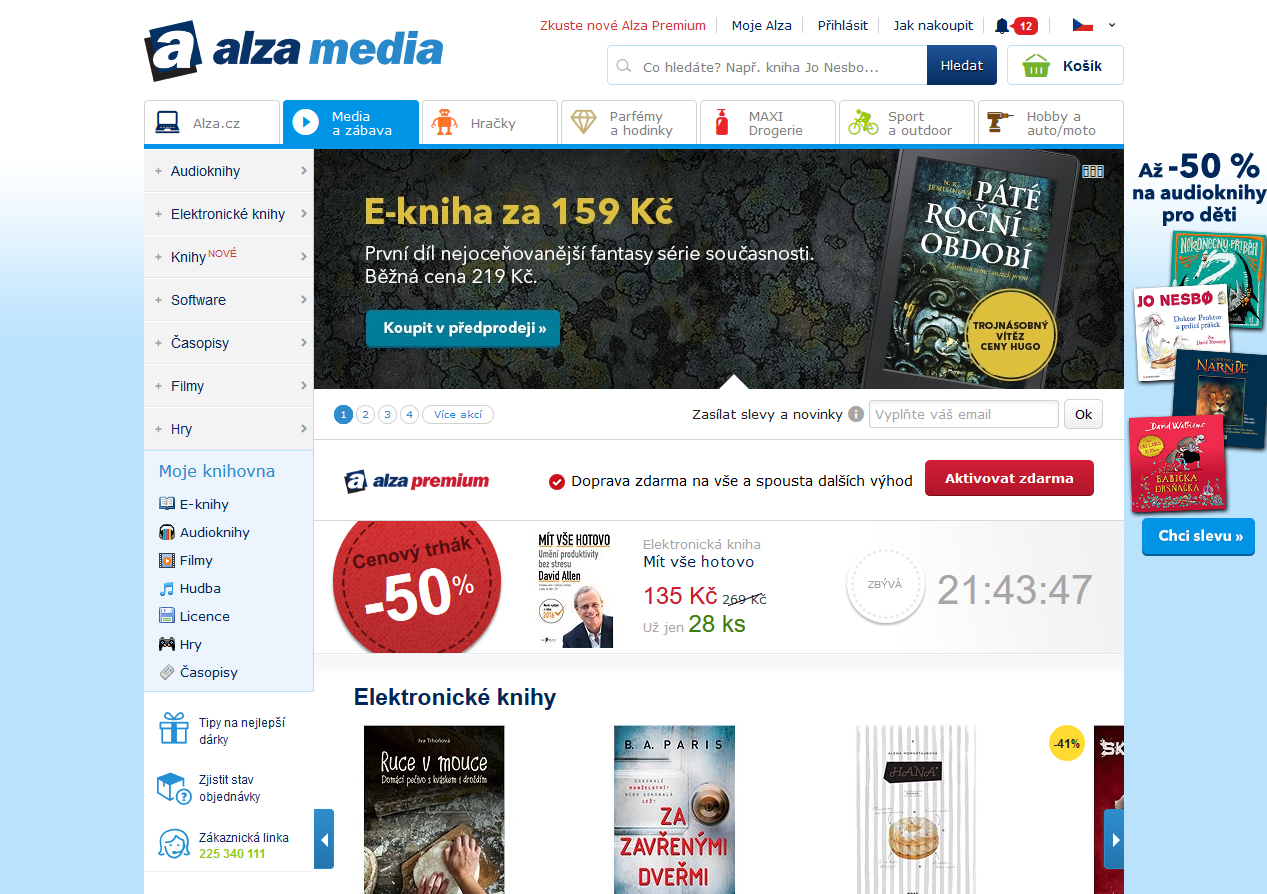 Zkuste nové Alza Premium
Moje Alza
Přihlásit
Jak nakoupit
12
a alza media
Co hledáte? Např. kniha Jo Nesbo...
Hledat
Košík
Alza.cz
Media
a zábava
Hračky
Parfémy
a hodinky
MAXI
Drogerie
Sport
a outdoor
Hobby a
auto/moto
Audioknihy
Elektronické knihy
Knihy NOVÉ
Software
Časopisy
Filmy
Hry
E-kniha za 159 Kč
První díl nejoceňovanější fantasy série současnosti.
Běžná cena 219 Kč.
Koupit v předprodeji »
N. K.
JEMISINOVÁ
PÁTÉ
ROČNÍ
OBDOBÍ
TROJNÁSOBNÝ
VÍTĚZ
CENY HUGO
Až -50 %
na audioknihy
pro děti
NEKONEČNÝ PŘÍBĚH
JO NESBØ
Doktor Proktor
a prdicí prášek
NARNIE
David Walliams
BABIČKA
DRSŇAČKA
Chci slevu »
1 2 3 4 Více akcí
Zasílat slevy a novinky i
Vyplňte váš email
Ok
a alza premium
Doprava zdarma na vše a spousta dalších výhod
Aktivovat zdarma
Cenový trhák
-50%
MÍT VŠE HOTOVO
Umění produktivity
bez stresu
David Allen
Elektronická kniha
Mít vše hotovo
135 Kč 269 Kč
Už jen 28 ks
ZBÝVÁ
21:43:47
Moje knihovna
E-knihy
Audioknihy
Filmy
Hudba
Licence
Hry
Časopisy
Tipy na nejlepší
dárky
Zjistit stav
objednávky
Zákaznická linka
225 340 111
Elektronické knihy
Iva Trhoňová
Ruce v mouce
Domácí pečivo s kváskem i droždím
B. A. PARIS
DOKONALÉ
MANŽELSTVÍ?
NEBO DOKONALÁ
LEŽ?
ZA
ZAVŘENÝMI
DVEŘMI
ALENA MORNŠTAJNOVÁ
HANA
-41%